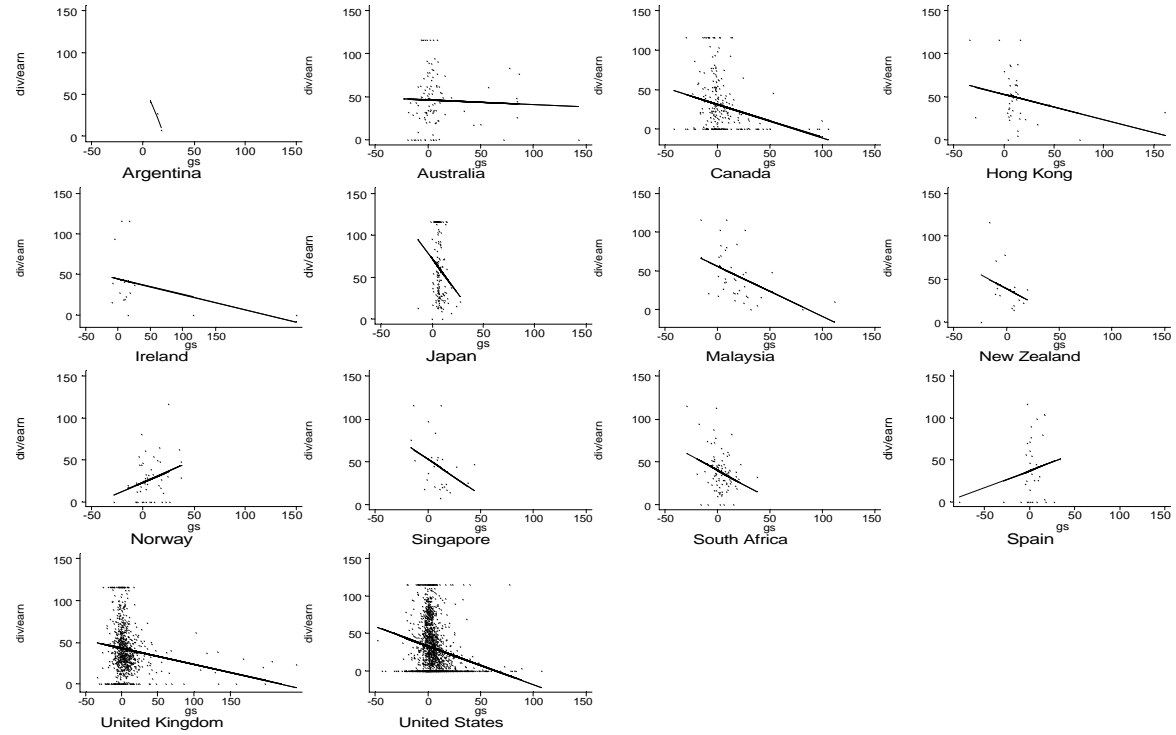 div/earn
150
100
50
0
-50 0 50 100 150
gs
Argentina
div/earn
150
100
50
0
-50 0 50 100 150
gs
Australia
div/earn
150
100
50
0
-50 0 50 100 150
gs
Canada
div/earn
150
100
50
0
-50 0 50 100 150
gs
Hong Kong
div/earn
150
100
50
0
-50 0 50 100 150
gs
Ireland
div/earn
150
100
50
0
-50 0 50 100 150
gs
Japan
div/earn
150
100
50
0
-50 0 50 100 150
gs
Malaysia
div/earn
150
100
50
0
-50 0 50 100 150
gs
New Zealand
div/earn
150
100
50
0
-50 0 50 100 150
gs
Norway
div/earn
150
100
50
0
-50 0 50 100 150
gs
Singapore
div/earn
150
100
50
0
-50 0 50 100 150
gs
South Africa
div/earn
150
100
50
0
-50 0 50 100 150
gs
Spain
div/earn
150
100
50
0
-50 0 50 100 150
gs
United Kingdom
div/earn
150
100
50
0
-50 0 50 100 150
gs
United States